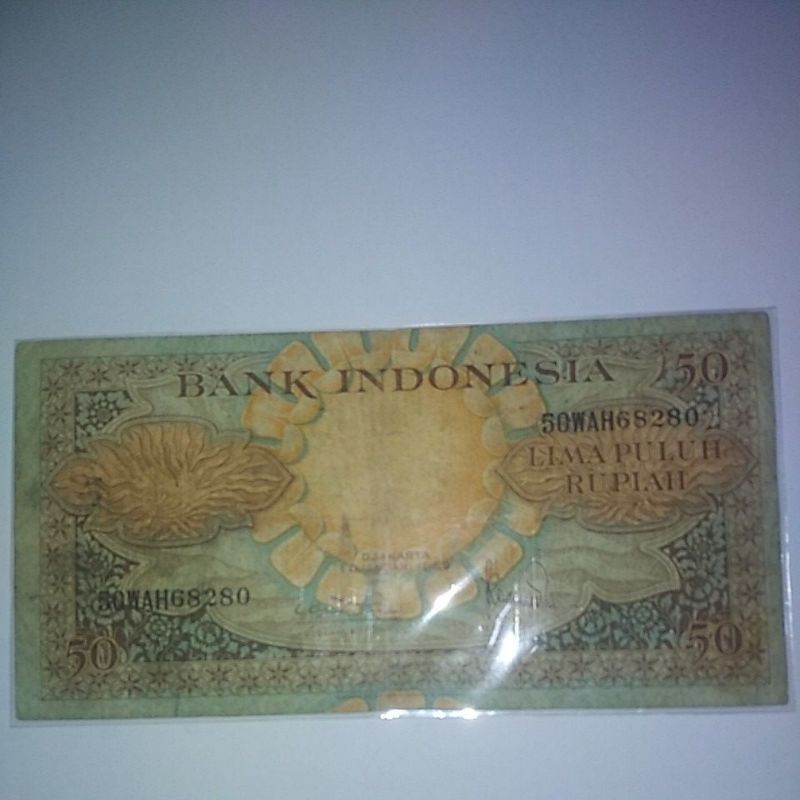 BANK INDONESIA
50
50WAH68280
LIMA PULUH
RUPIAH
DJAKARTA
50WAH68280
50
50